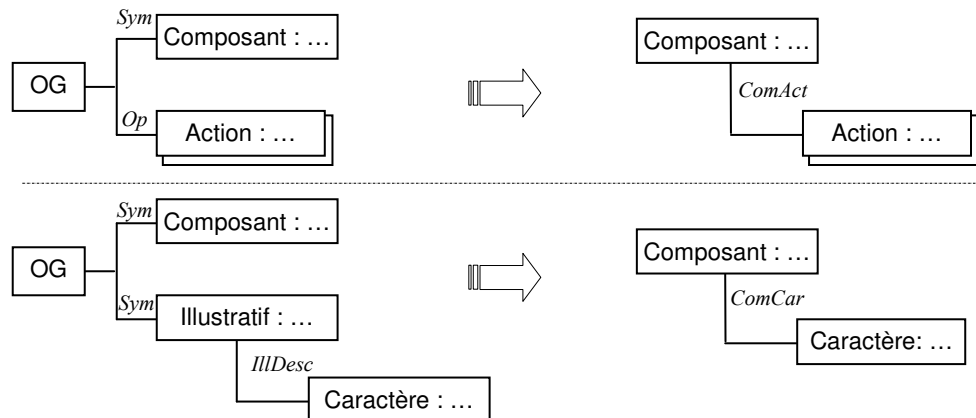 Sym
Composant : …
OG
Op
Action : …
Composant : …
ComAct
Action : …
Sym
Composant : …
OG
Sym
Illustratif : …
IllDesc
Caractère : …
Composant : …
ComCar
Caractère: …